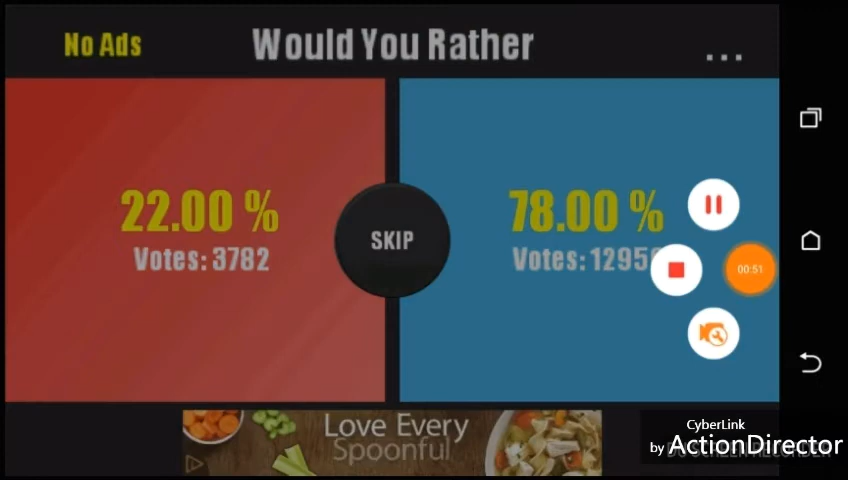 No Ads
Would You Rather
...
22.00 %
Votes: 3782
SKIP
78.00 %
00:51
Love Every
Spoonful
CyberLink
by ActionDirector